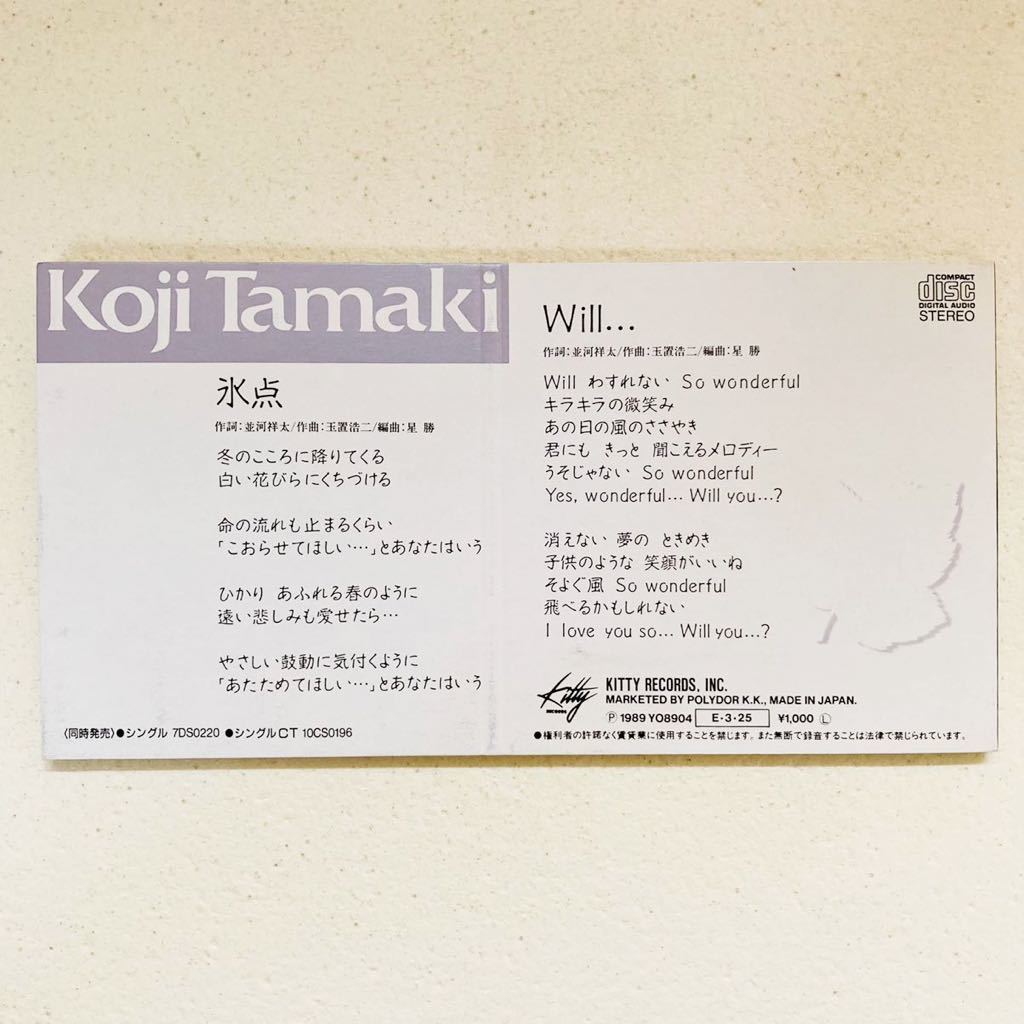 Koji Tamaki
氷点
作詞：並河祥太/作曲：玉置浩二/編曲：星 勝
冬のこころに降りてくる
白い花びらにくちづける
命の流れも止まるくらい
「こおらせてほしい…」とあなたはいう
ひかり あふれる春のように
遠い悲しみも愛せたら…
やさしい鼓動に気付くように
「あたためてほしい…」とあなたはいう
〈同時発売〉●シングル 7DS0220 ●シングルCT 10CS0196
COMPACT
disc
DIGITAL AUDIO
STEREO
Will…
作詞：並河祥太/作曲：玉置浩二/編曲：星 勝
Will わすれない So wonderful
キラキラの微笑み
あの日の風のささやき
君にも きっと 聞こえるメロディー
うそじゃない So wonderful
Yes, wonderful… Will you…?
消えない 夢の ときめき
子供のような 笑顔がいいね
そよぐ風 So wonderful
飛べるかもしれない
I love you so… Will you…?
Kitty RECORDS
KITTY RECORDS, INC.
MARKETED BY POLYDOR K.K., MADE IN JAPAN.
Ⓟ 1989 YO8904 E・3・25 ¥1,000 Ⓛ
●権利者の許諾なく賃貸業に使用することを禁じます。また無断で録音することは法律で禁じられています。